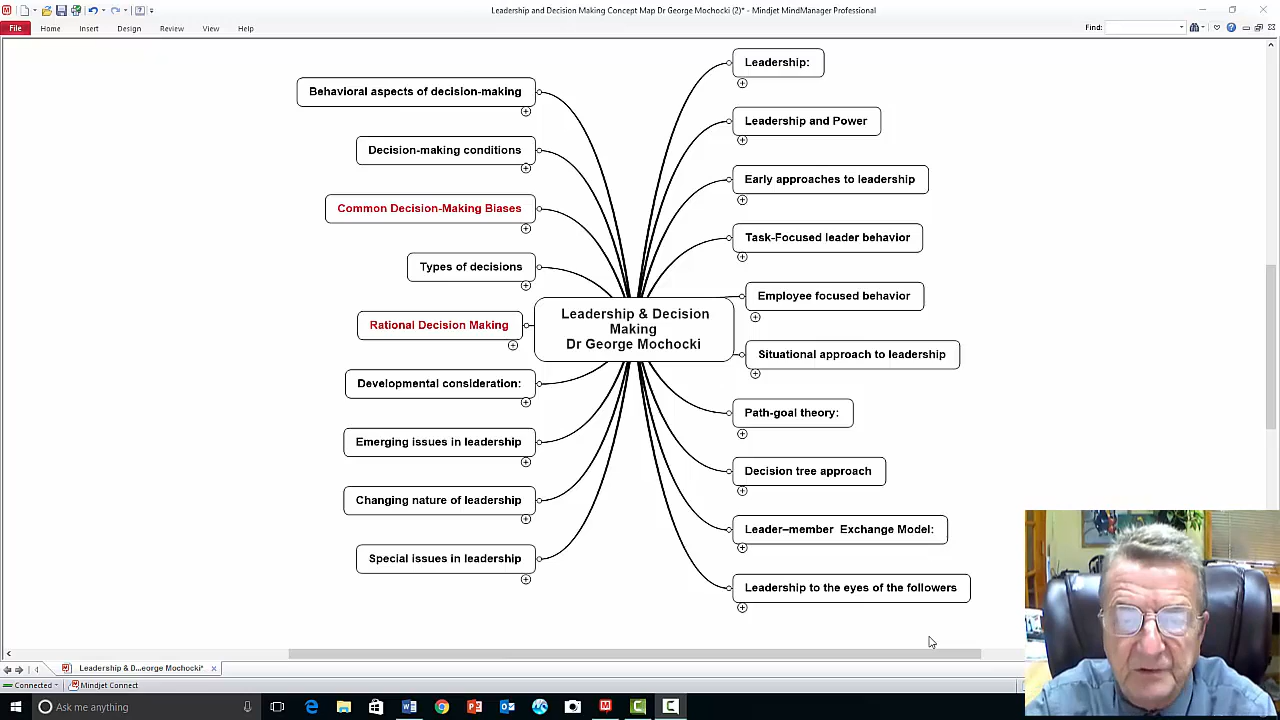 Leadership and Decision Making Concept Map Dr George Mochocki (2)* - Mindjet MindManager Professional
File Home Insert Design Review View Help Find:
Leadership:
Behavioral aspects of decision-making
Leadership and Power
Decision-making conditions
Early approaches to leadership
Common Decision-Making Biases
Task-Focused leader behavior
Types of decisions
Employee focused behavior
Leadership & Decision
Making
Dr George Mochocki
Rational Decision Making
Situational approach to leadership
Developmental consideration:
Path-goal theory:
Emerging issues in leadership
Decision tree approach
Changing nature of leadership
Leader–member Exchange Model:
Special issues in leadership
Leadership to the eyes of the followers
Leadership & D...eorge Mochocki*
Connected Mindjet Connect
Ask me anything